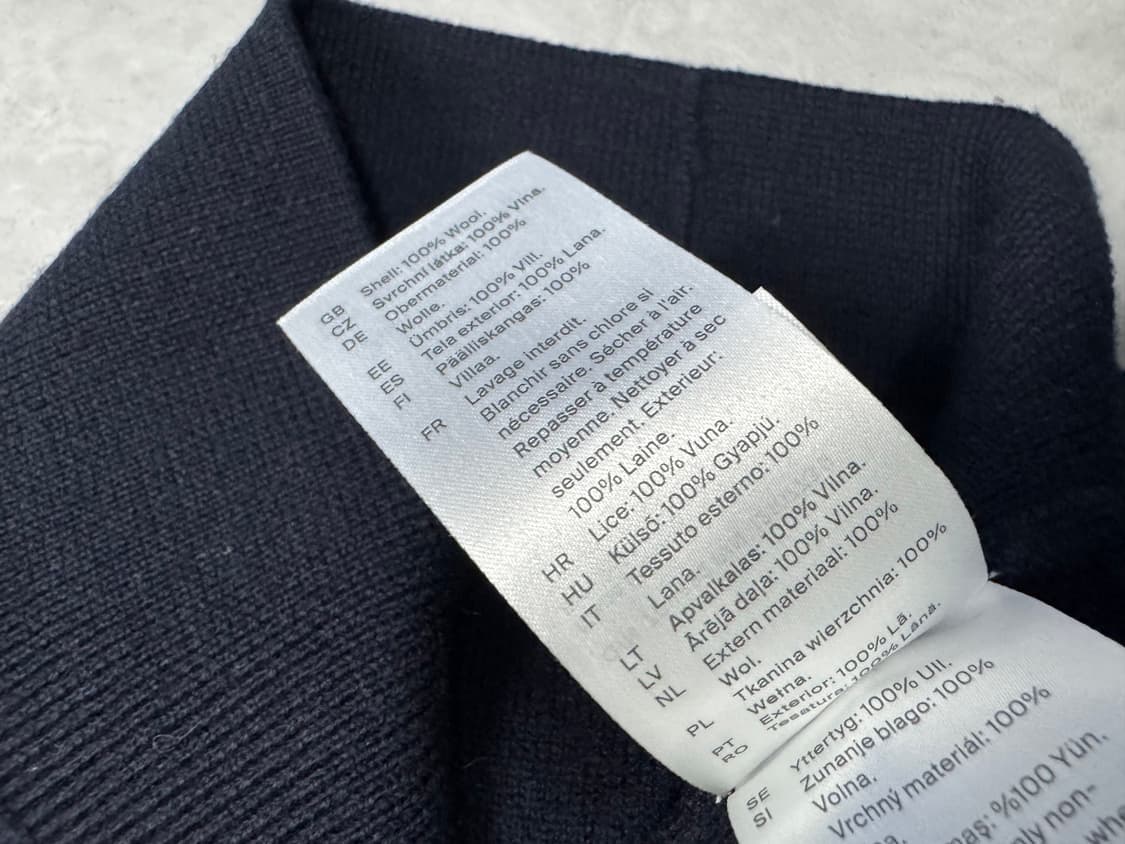 GB Shell: 100% Wool.
CZ Svrchní látka: 100% Vlna.
DE Obermaterial: 100%
Wolle.
EE Ümbris: 100% Vill.
ES Tela exterior: 100% Lana.
FI Päälliskangas: 100%
Villaa.
FR Lavage interdit.
Blanchir sans chlore si
nécessaire. Sécher à l'air.
Repasser à température
moyenne. Nettoyer à sec
seulement. Exterieur:
100% Laine.
HR Lice: 100% Vuna.
HU Külső: 100% Gyapjú.
IT Tessuto esterno: 100%
Lana.
LT Apvalkalas: 100% Vilna.
LV Ārējā daļa: 100% Vilna.
NL Extern materiaal: 100%
Wol.
PL Tkanina wierzchnia: 100%
Wełna.
PT Exterior: 100% Lã.
RO Tesatura: 100% Lână.
SE Yttertyg: 100% Ull.
SI Zunanje blago: 100%
Volna.
Vrchný materiál: 100%
%100 Yün.
non-